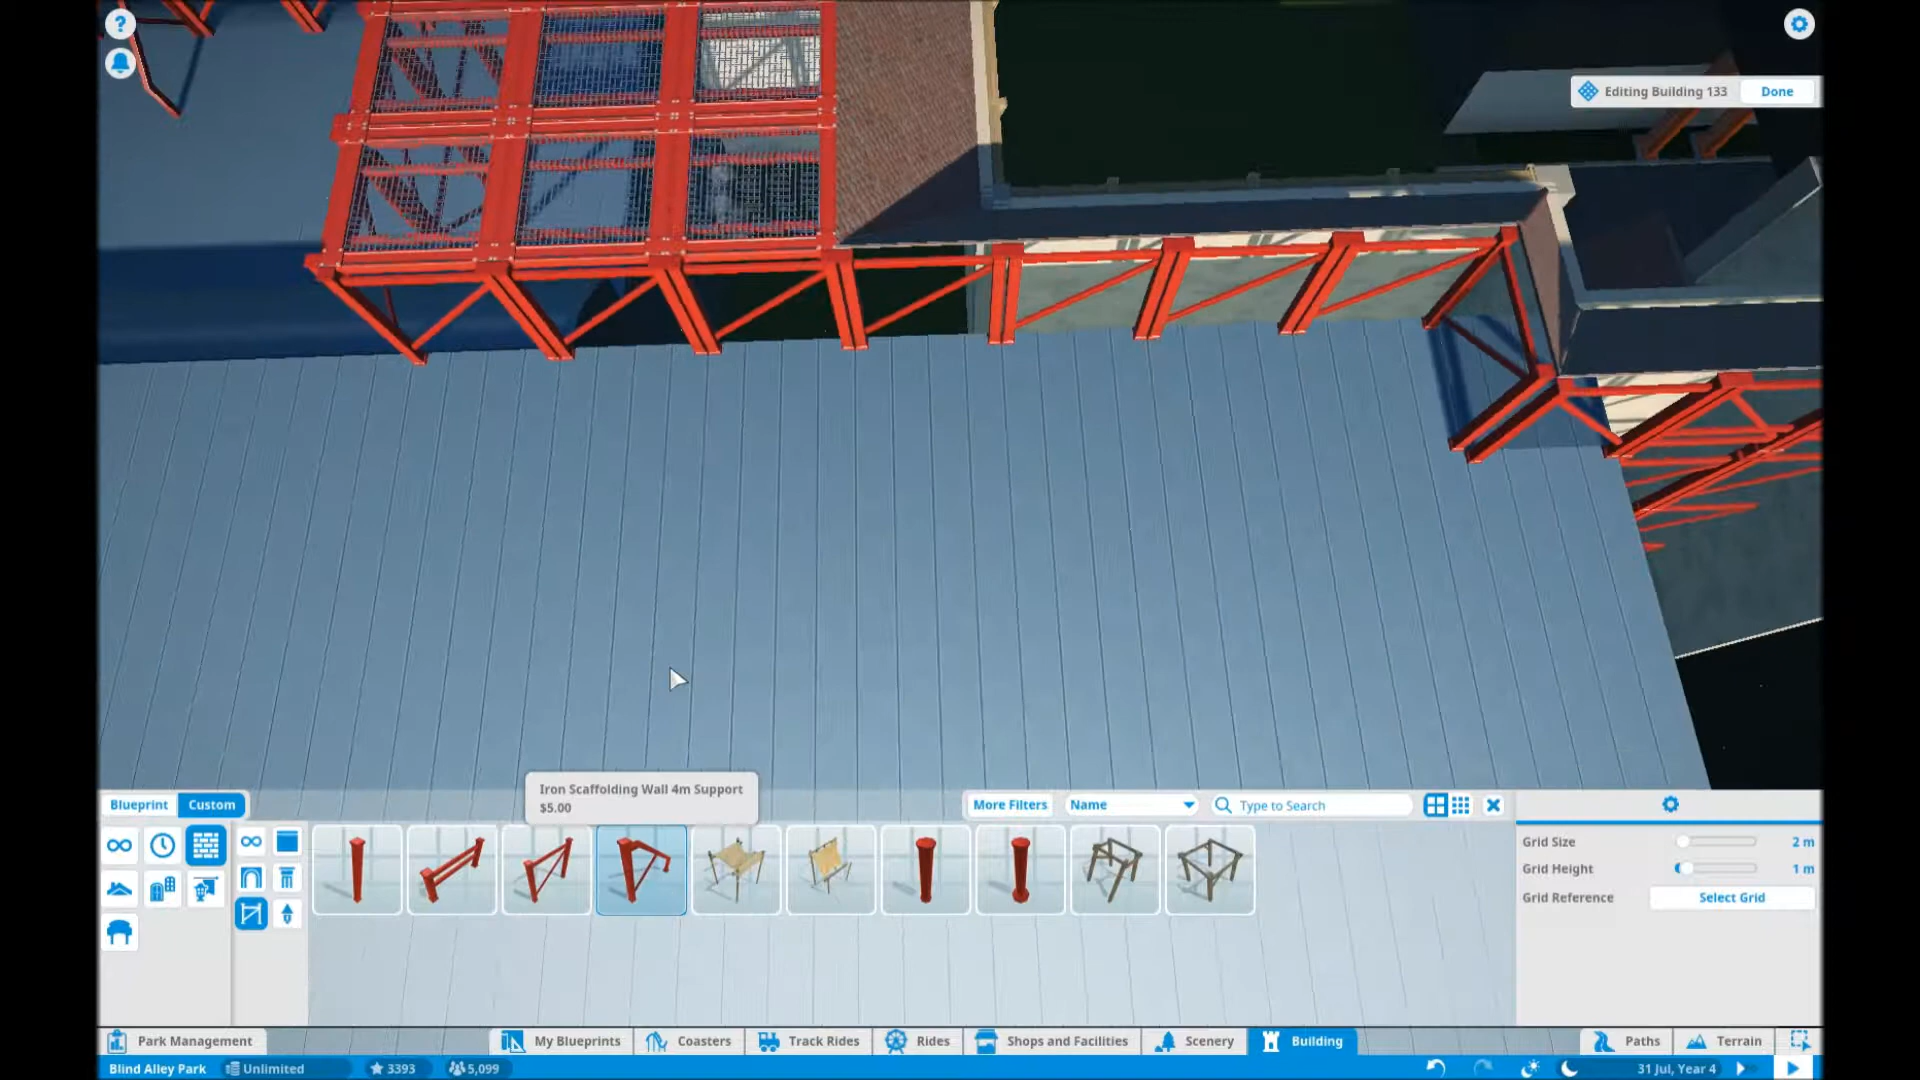 ?
Editing Building 133 Done
Iron Scaffolding Wall 4m Support
$5.00
Blueprint Custom
More Filters Name Type to Search
Grid Size 2 m
Grid Height 1 m
Grid Reference Select Grid
Park Management My Blueprints Coasters Track Rides Rides Shops and Facilities Scenery Building Paths Terrain
Blind Alley Park Unlimited 3393 5,099 31 Jul, Year 4